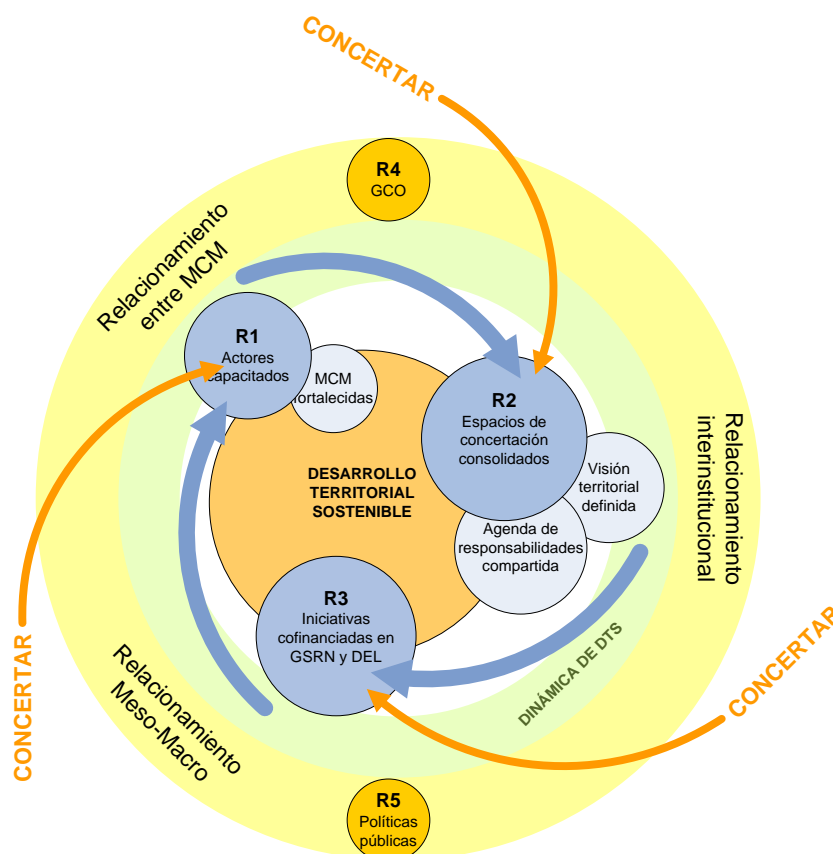 CONCERTAR
R4
GCO
Relacionamiento
entre MCM
R1
Actores
capacitados
MCM
fortalecidas
R2
Espacios de
concertación
consolidados
Visión
territorial
definida
Relacionamiento
interinstitucional
DESARROLLO
TERRITORIAL
SOSTENIBLE
Agenda de
responsabilidades
compartida
R3
Iniciativas
cofinanciadas en
GSRN y DEL
DINÁMICA DE DTS
CONCERTAR
CONCERTAR
Relacionamiento
Meso-Macro
R5
Políticas
públicas